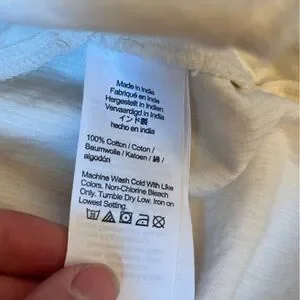 Made in India
Fabriqué en Inde
Hergestellt in Indien
Vervaardigd in India
インド製
hecho en india
100% Cotton / Coton /
Baumwolle / Katoen / 綿 /
algodón
Machine Wash Cold With Like
Colors. Non-Chlorine Bleach
Only. Tumble Dry Low. Iron on
Lowest Setting.